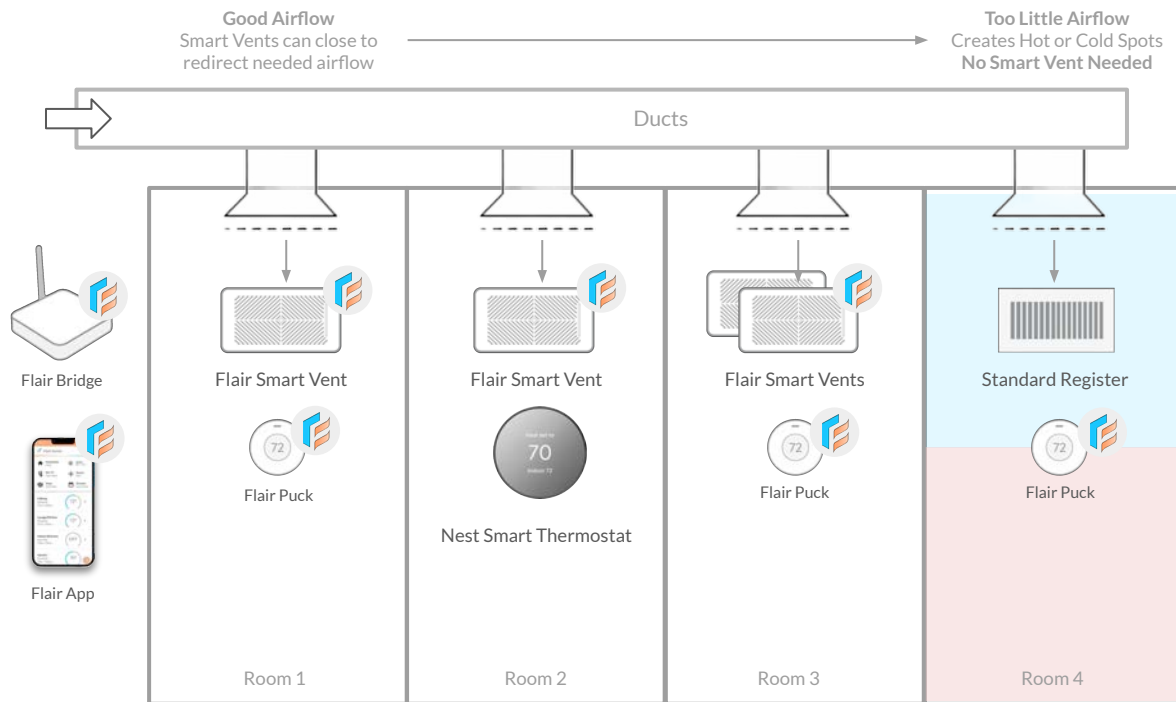 Good Airflow
Smart Vents can close to
redirect needed airflow
Too Little Airflow
Creates Hot or Cold Spots
No Smart Vent Needed
Ducts
Flair Bridge
Flair App
Flair Smart Vent
72
Flair Puck
Room 1
Flair Smart Vent
70
Nest Smart Thermostat
Room 2
Flair Smart Vents
72
Flair Puck
Room 3
Standard Register
72
Flair Puck
Room 4